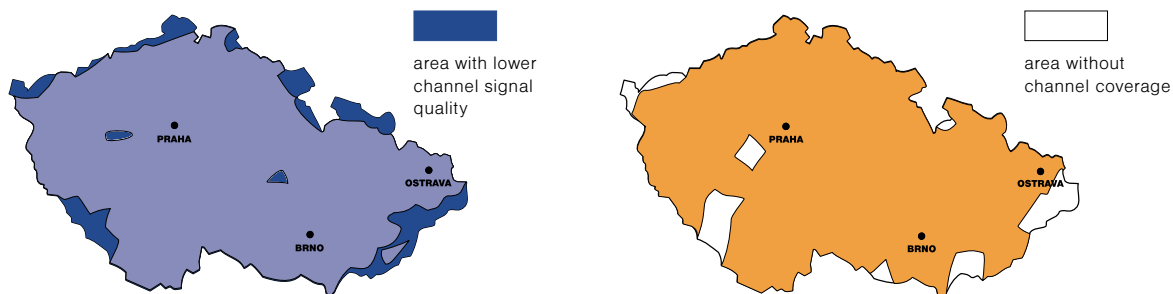 area with lower
channel signal
quality
PRAHA
OSTRAVA
BRNO
area without
channel coverage
PRAHA
OSTRAVA
BRNO